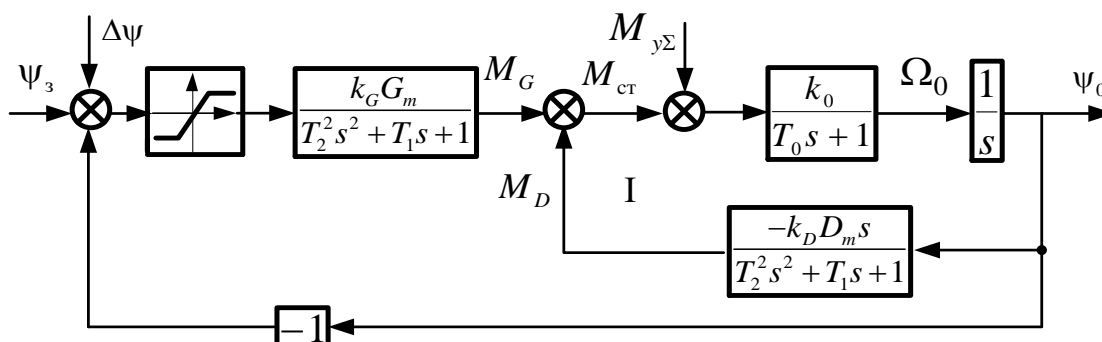 Δψ
ψ_з
k_G G_m
T_2^2 s^2 + T_1 s + 1
M_G
M_ст
M_{yΣ}
k_0
T_0 s + 1
Ω_0
1
s
ψ_0
M_D
I
-k_D D_m s
T_2^2 s^2 + T_1 s + 1
-1